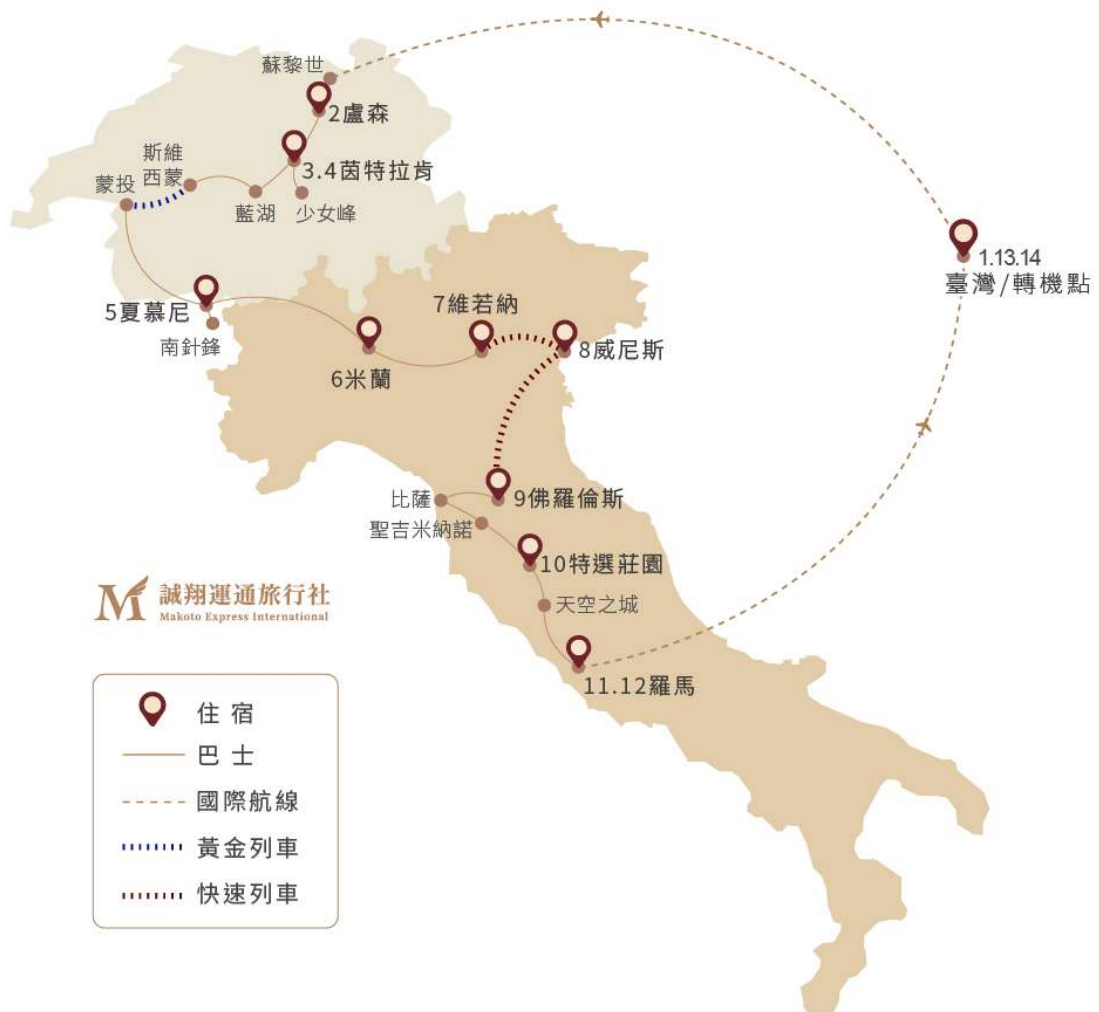 蘇黎世
2盧森
斯維
西蒙
3.4茵特拉肯
蒙投
藍湖
少女峰
1.13.14
臺灣/轉機點
5夏慕尼
7維若納
南針鋒
8威尼斯
6米蘭
比薩
9佛羅倫斯
聖吉米納諾
10特選莊園
誠翔運通旅行社
Makoto Express International
天空之城
11.12羅馬
住宿
巴士
國際航線
黃金列車
快速列車